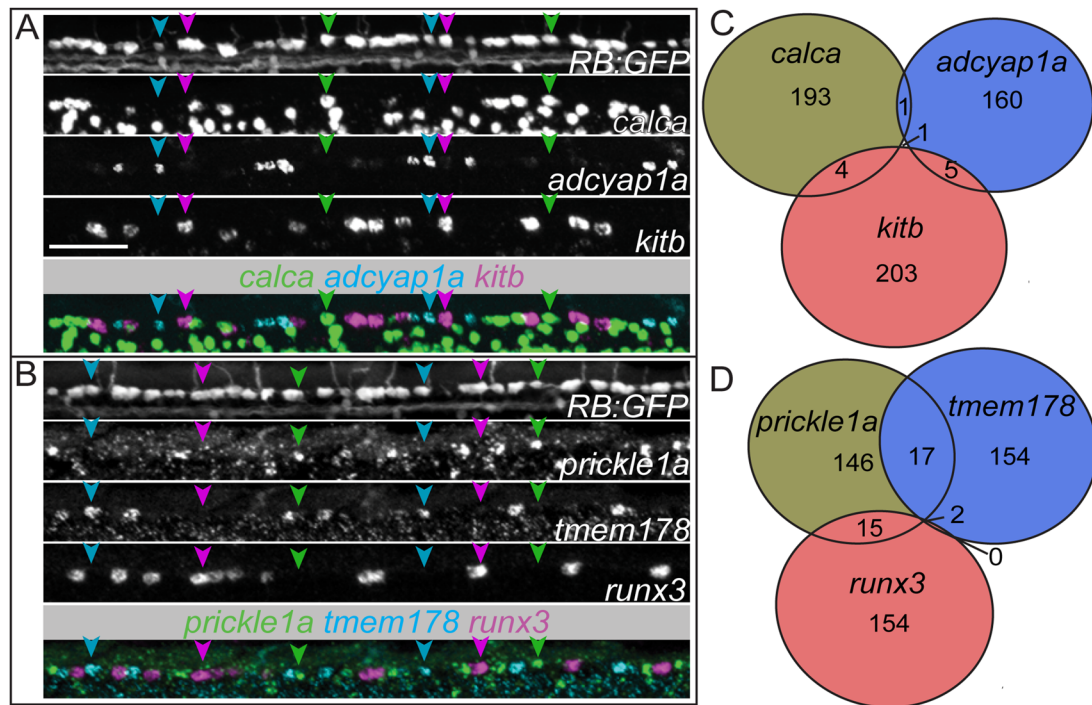 A
RB:GFP
calca
adcyap1a
kitb
calca adcyap1a kitb
B
RB:GFP
prickle1a
tmem178
runx3
prickle1a tmem178 runx3
C
calca
adcyap1a
193
1
160
1
4
5
kitb
203
D
prickle1a
tmem178
146
17
154
2
15
0
runx3
154